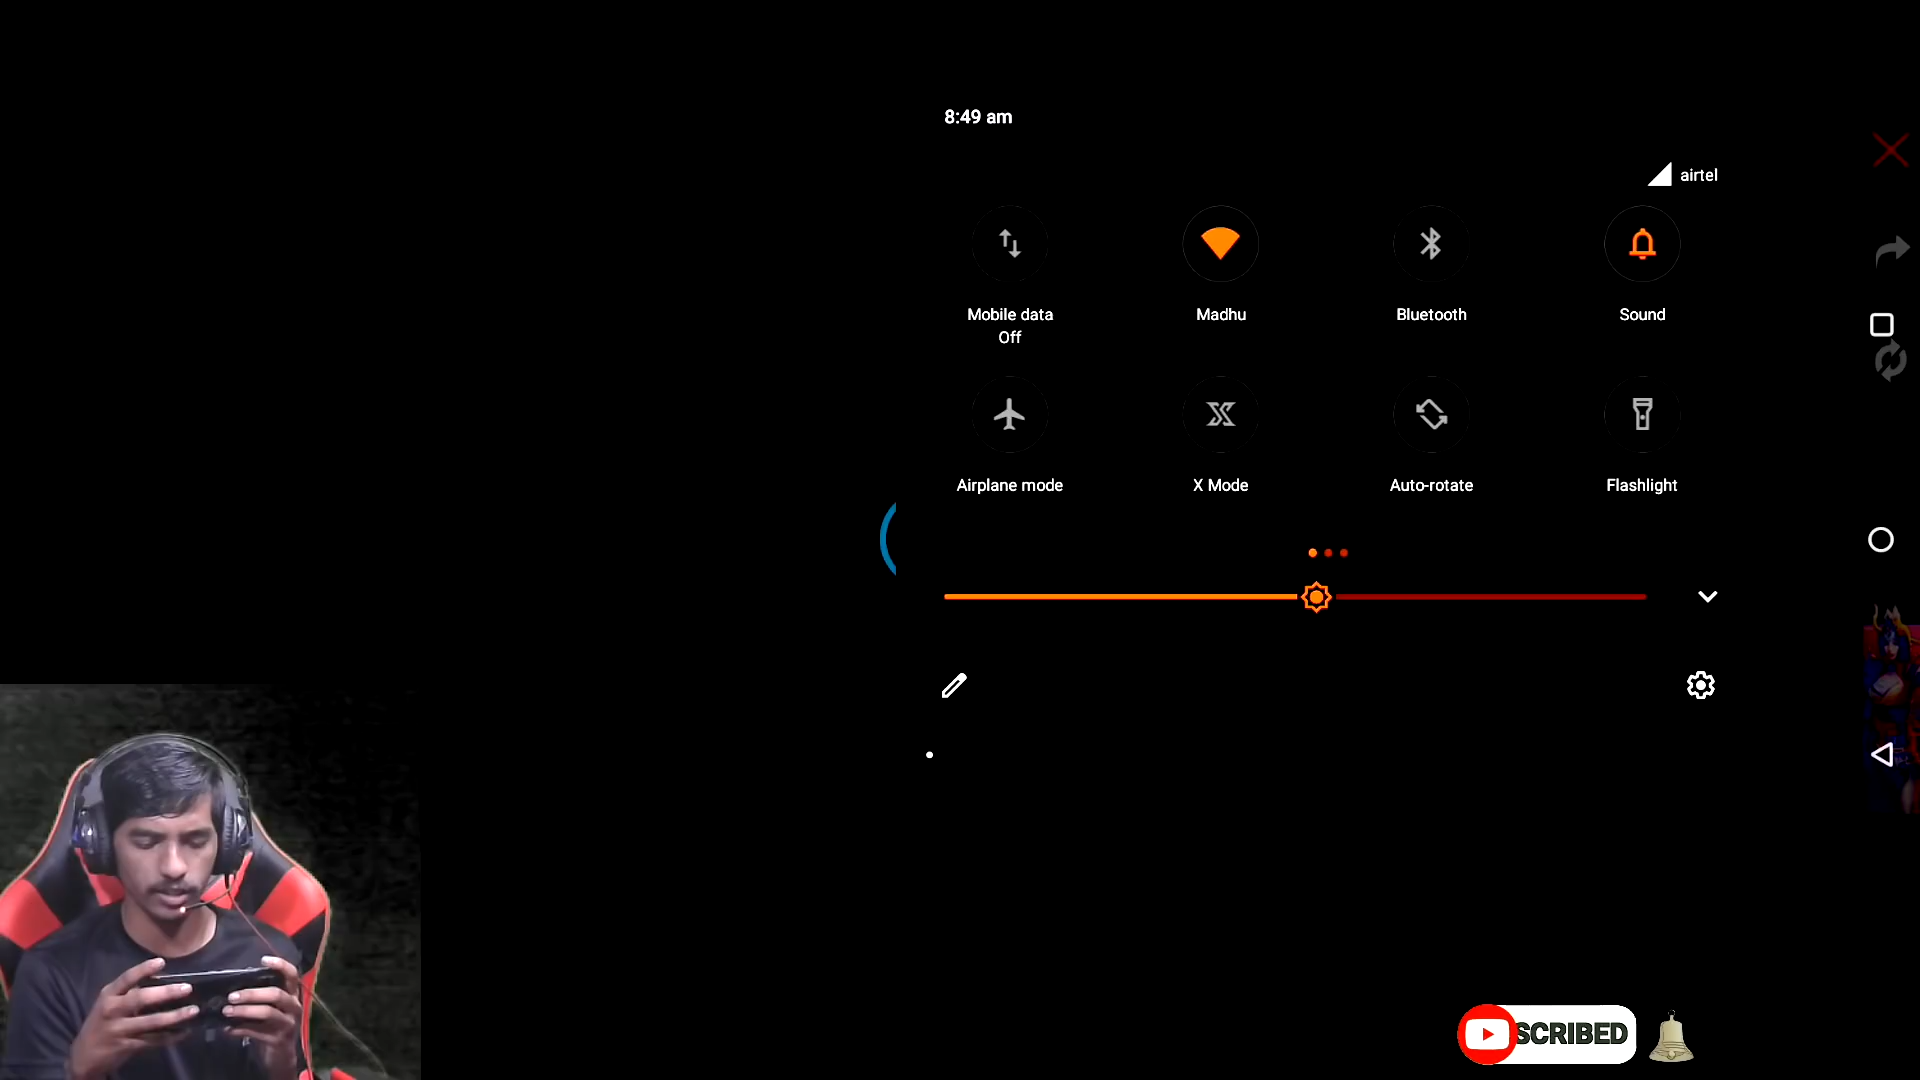 8:49 am
airtel
Mobile data
Off
Madhu
Bluetooth
Sound
Airplane mode
X Mode
Auto-rotate
Flashlight
SCRIBED